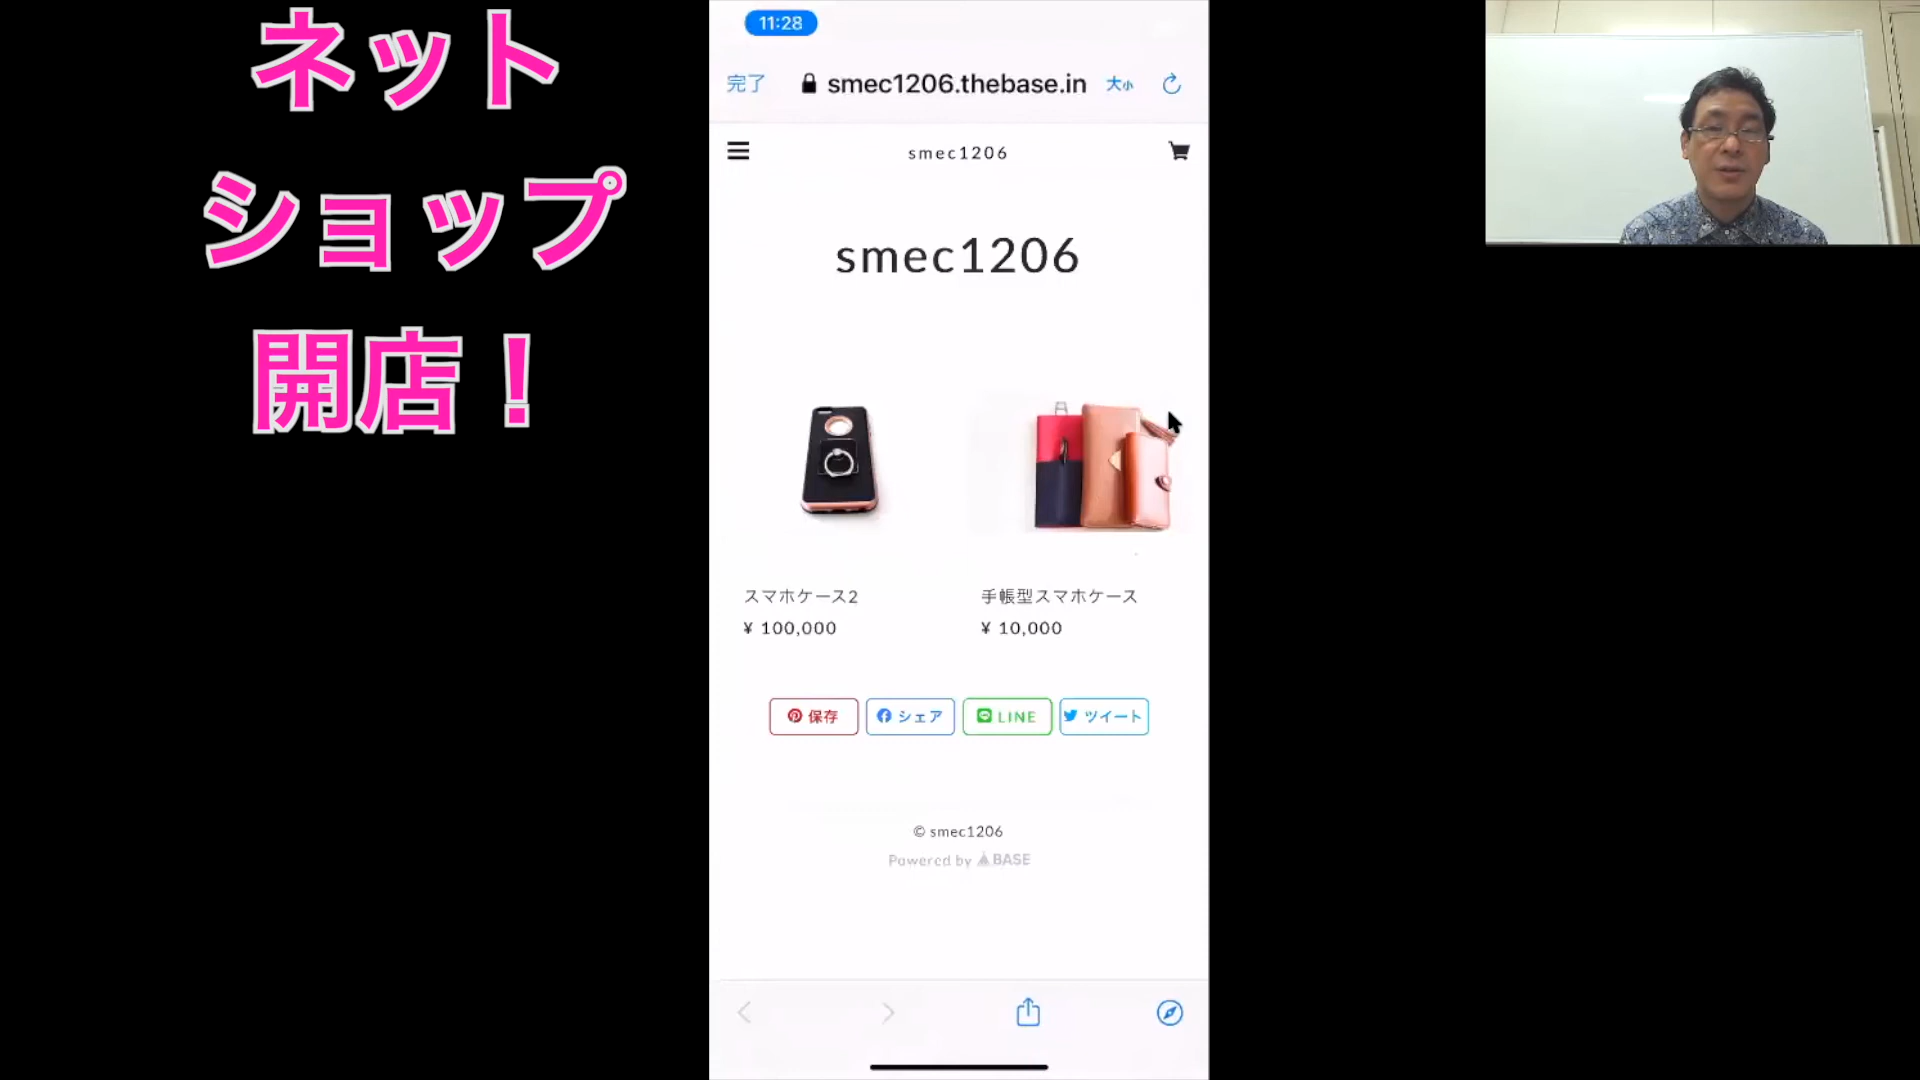 ネット
ショップ
開店！
11:28
完了 smec1206.thebase.in 大小
smec1206
smec1206
スマホケース2
¥ 100,000
手帳型スマホケース
¥ 10,000
保存 シェア LINE ツイート
© smec1206
Powered by BASE